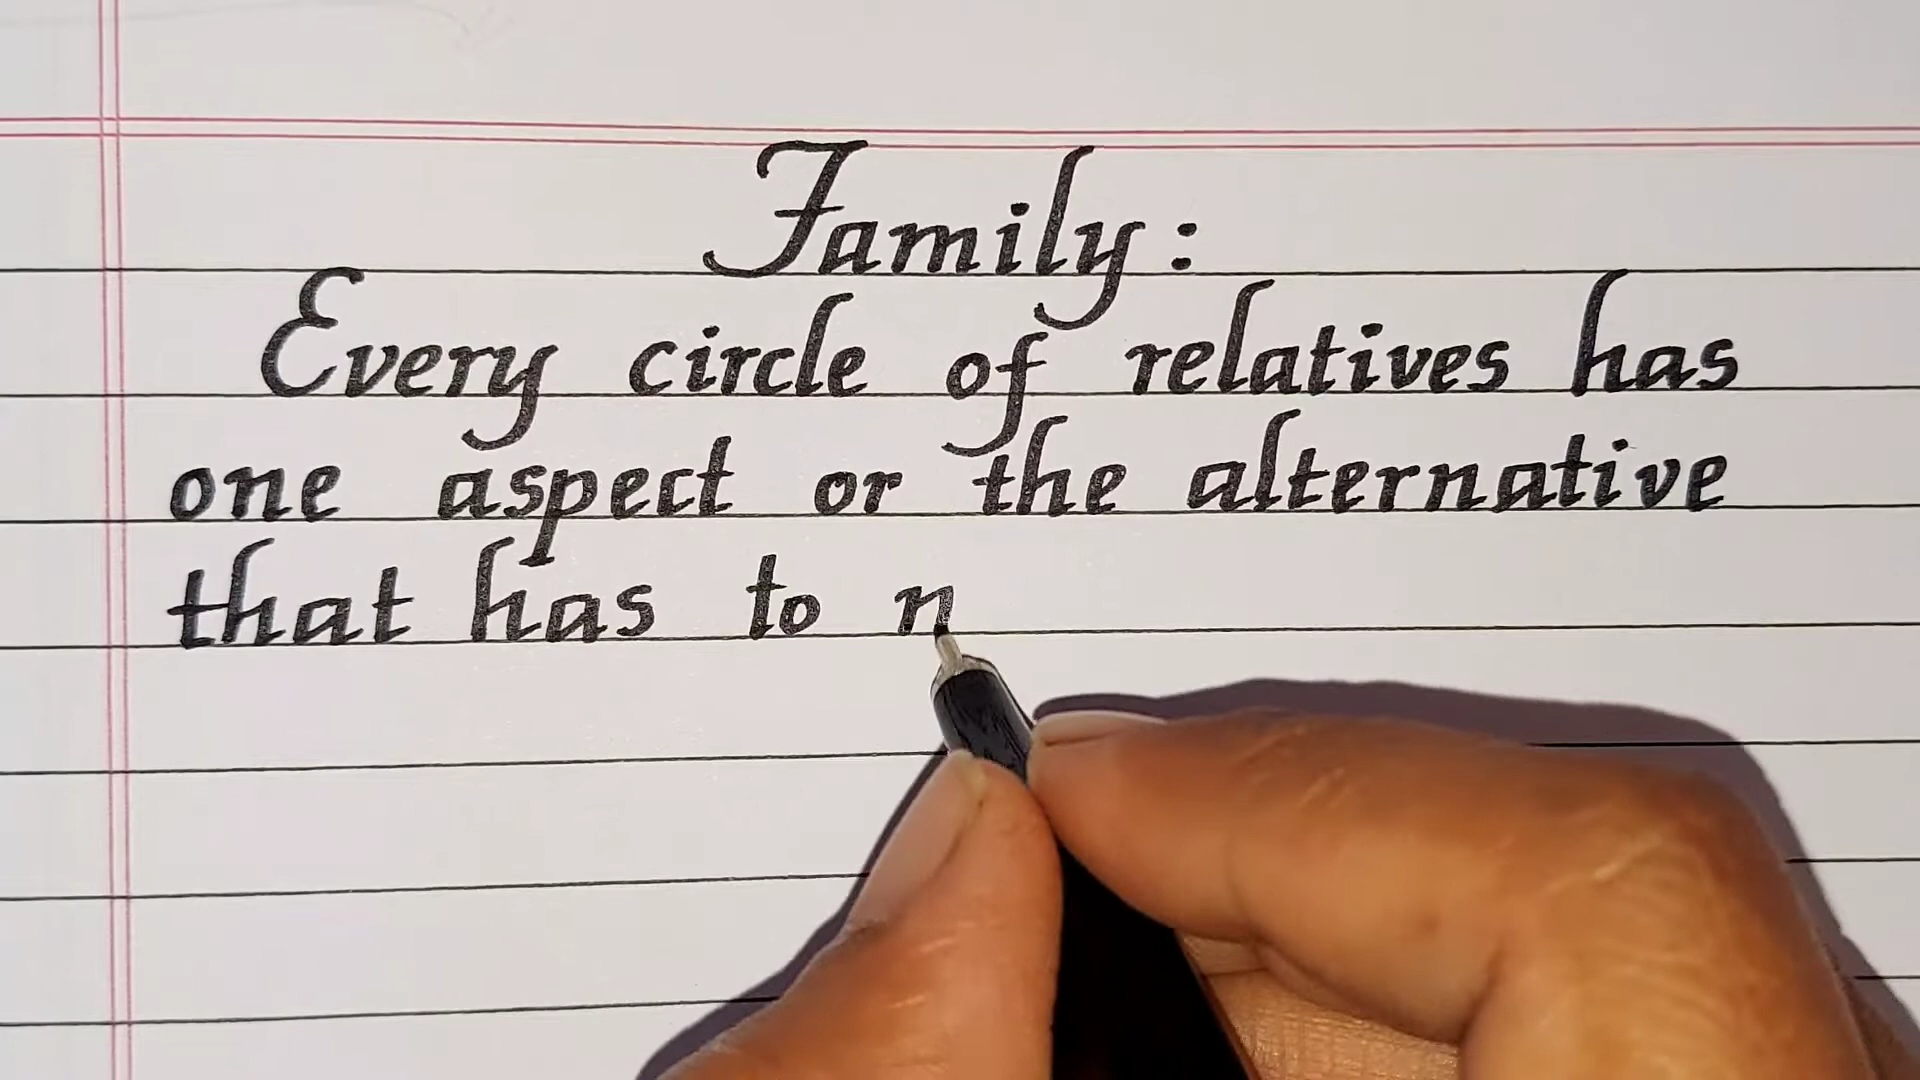 Family:
Every circle of relatives has
one aspect or the alternative
that has to n